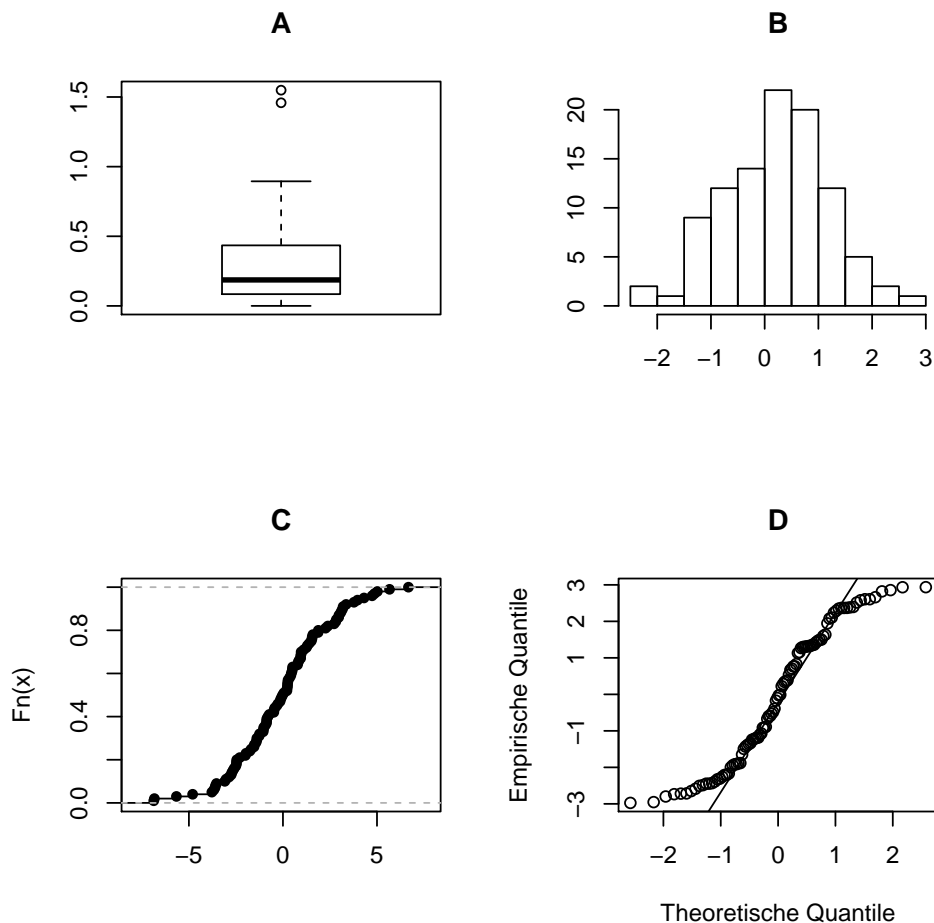 A
0.0 0.5 1.0 1.5
B
0 5 10 15 20
−2 −1 0 1 2 3
C
Fn(x)
0.0 0.4 0.8
−5 0 5
D
Empirische Quantile
−3 −1 1 2 3
−2 −1 0 1 2
Theoretische Quantile